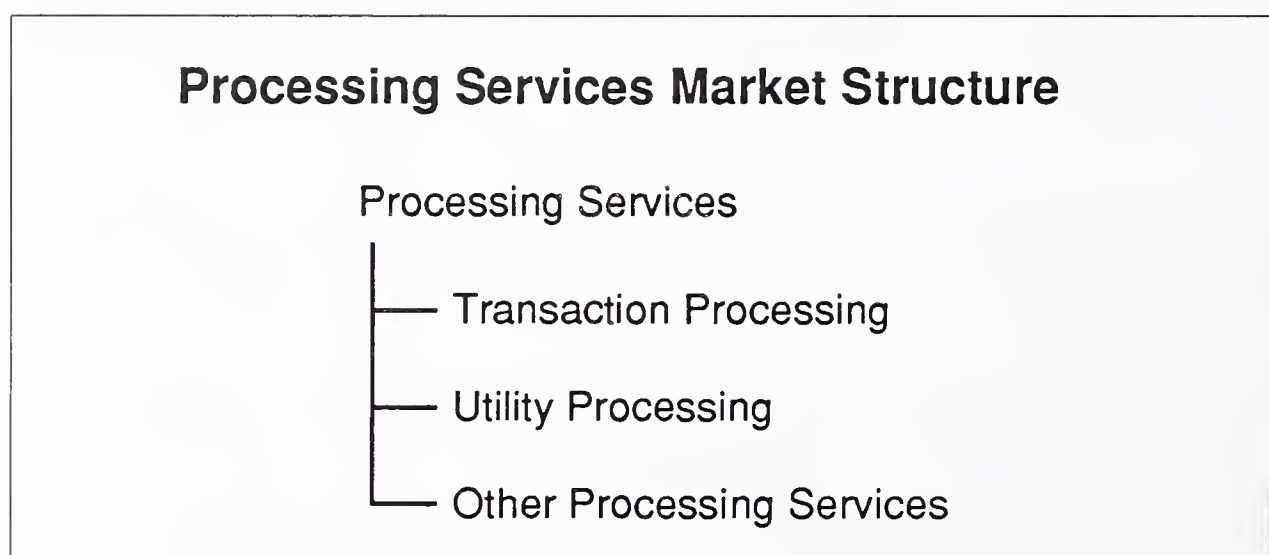 Processing Services Market Structure
Processing Services
Transaction Processing
Utility Processing
Other Processing Services